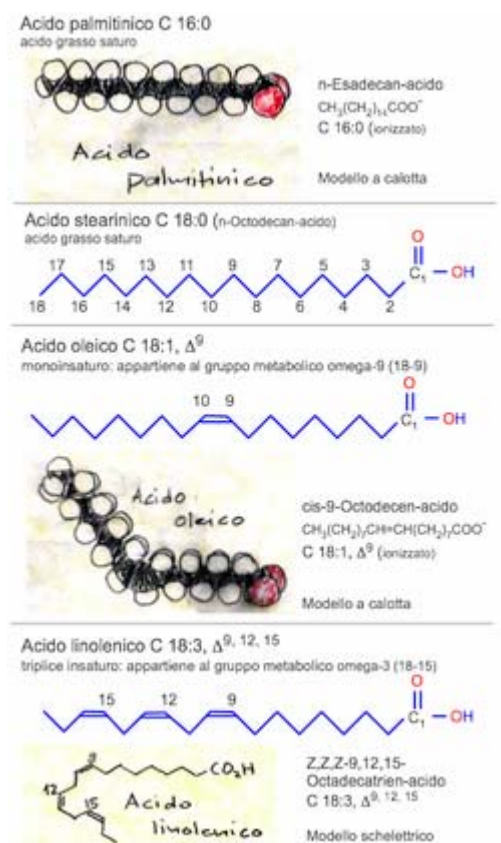 Acido palmitinico C 16:0
acido grasso saturo
n-Esadecan-acido
CH₃(CH₂)₁₄COO⁻
C 16:0 (ionizzato)
Acido
palmitinico
Modello a calotta
Acido stearinico C 18:0 (n-Octodecan-acido)
acido grasso saturo
O
17 15 13 11 9 7 5 3
C₁ OH
18 16 14 12 10 8 6 4 2
Acido oleico C 18:1, Δ⁹
monoinsaturo: appartiene al gruppo metabolico omega-9 (18-9)
O
10 9
C₁ OH
Acido
oleico
cis-9-Octodecen-acido
CH₃(CH₂)₇CH=CH(CH₂)₇COO⁻
C 18:1, Δ⁹ (ionizzato)
Modello a calotta
Acido linolenico C 18:3, Δ⁹, ¹², ¹⁵
triplice insaturo: appartiene al gruppo metabolico omega-3 (18-15)
O
15 12 9
C₁ OH
9
CO₂H
12
15
Acido
linolenico
Z,Z,Z-9,12,15-
Octadecatrien-acido
C 18:3, Δ⁹, ¹², ¹⁵
Modello schelettrico